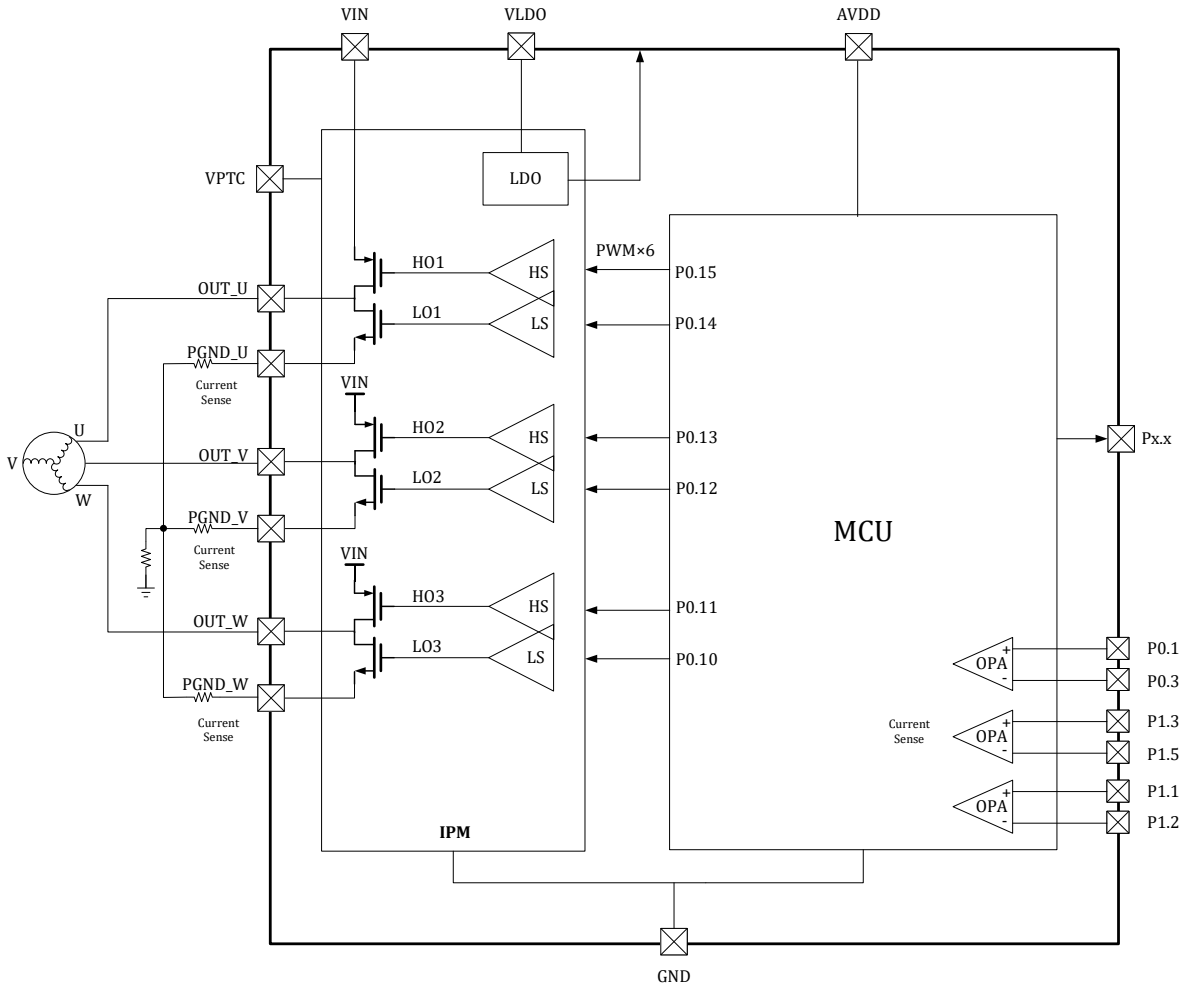 VIN
VLDO
AVDD
VPTC
LDO
PWM×6
HO1
HS
P0.15
OUT_U
LO1
LS
P0.14
PGND_U
Current
Sense
VIN
U
HO2
HS
P0.13
Px.x
V
OUT_V
LO2
LS
P0.12
W
PGND_V
Current
Sense
MCU
VIN
HO3
HS
P0.11
OUT_W
LO3
LS
P0.10
+
OPA
-
P0.1
P0.3
PGND_W
Current
Sense
Current
Sense
+
OPA
-
P1.3
P1.5
+
OPA
-
P1.1
P1.2
IPM
GND